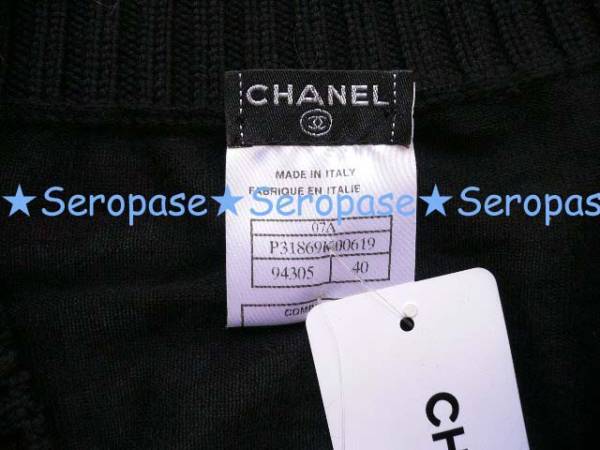 CHANEL
MADE IN ITALY
FABRIQUE EN ITALIE
★Seropase★Seropase★Seropas
07A
P31869K00619
94305 40
CH